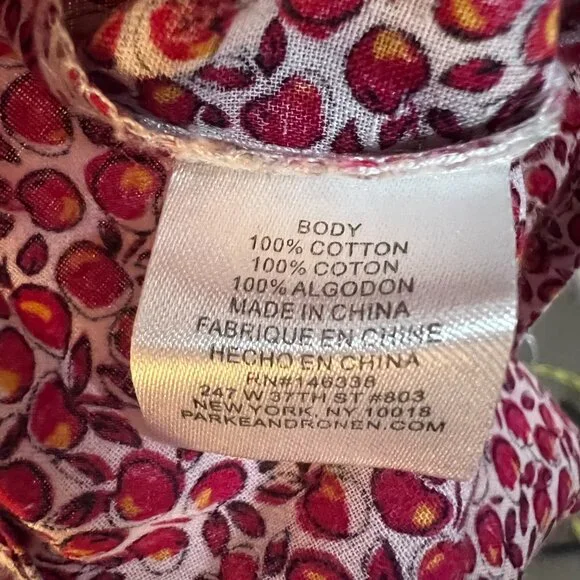 BODY
100% COTTON
100% COTON
100% ALGODON
MADE IN CHINA
FABRIQUE EN CHINE
HECHO EN CHINA
RN#146338
247 W 37TH ST #803
NEW YORK, NY 10018
PARKEANDRONEN.COM